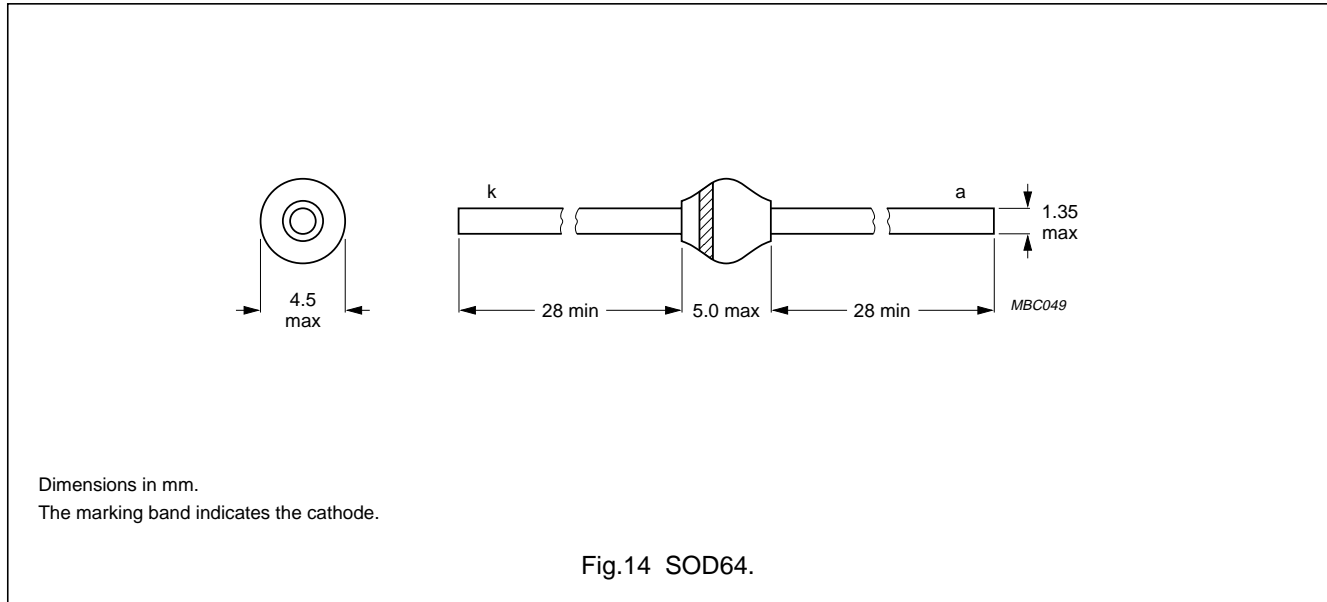 k
a
1.35
max
4.5
max
28 min
5.0 max
28 min
MBC049
Dimensions in mm.
The marking band indicates the cathode.
Fig.14 SOD64.